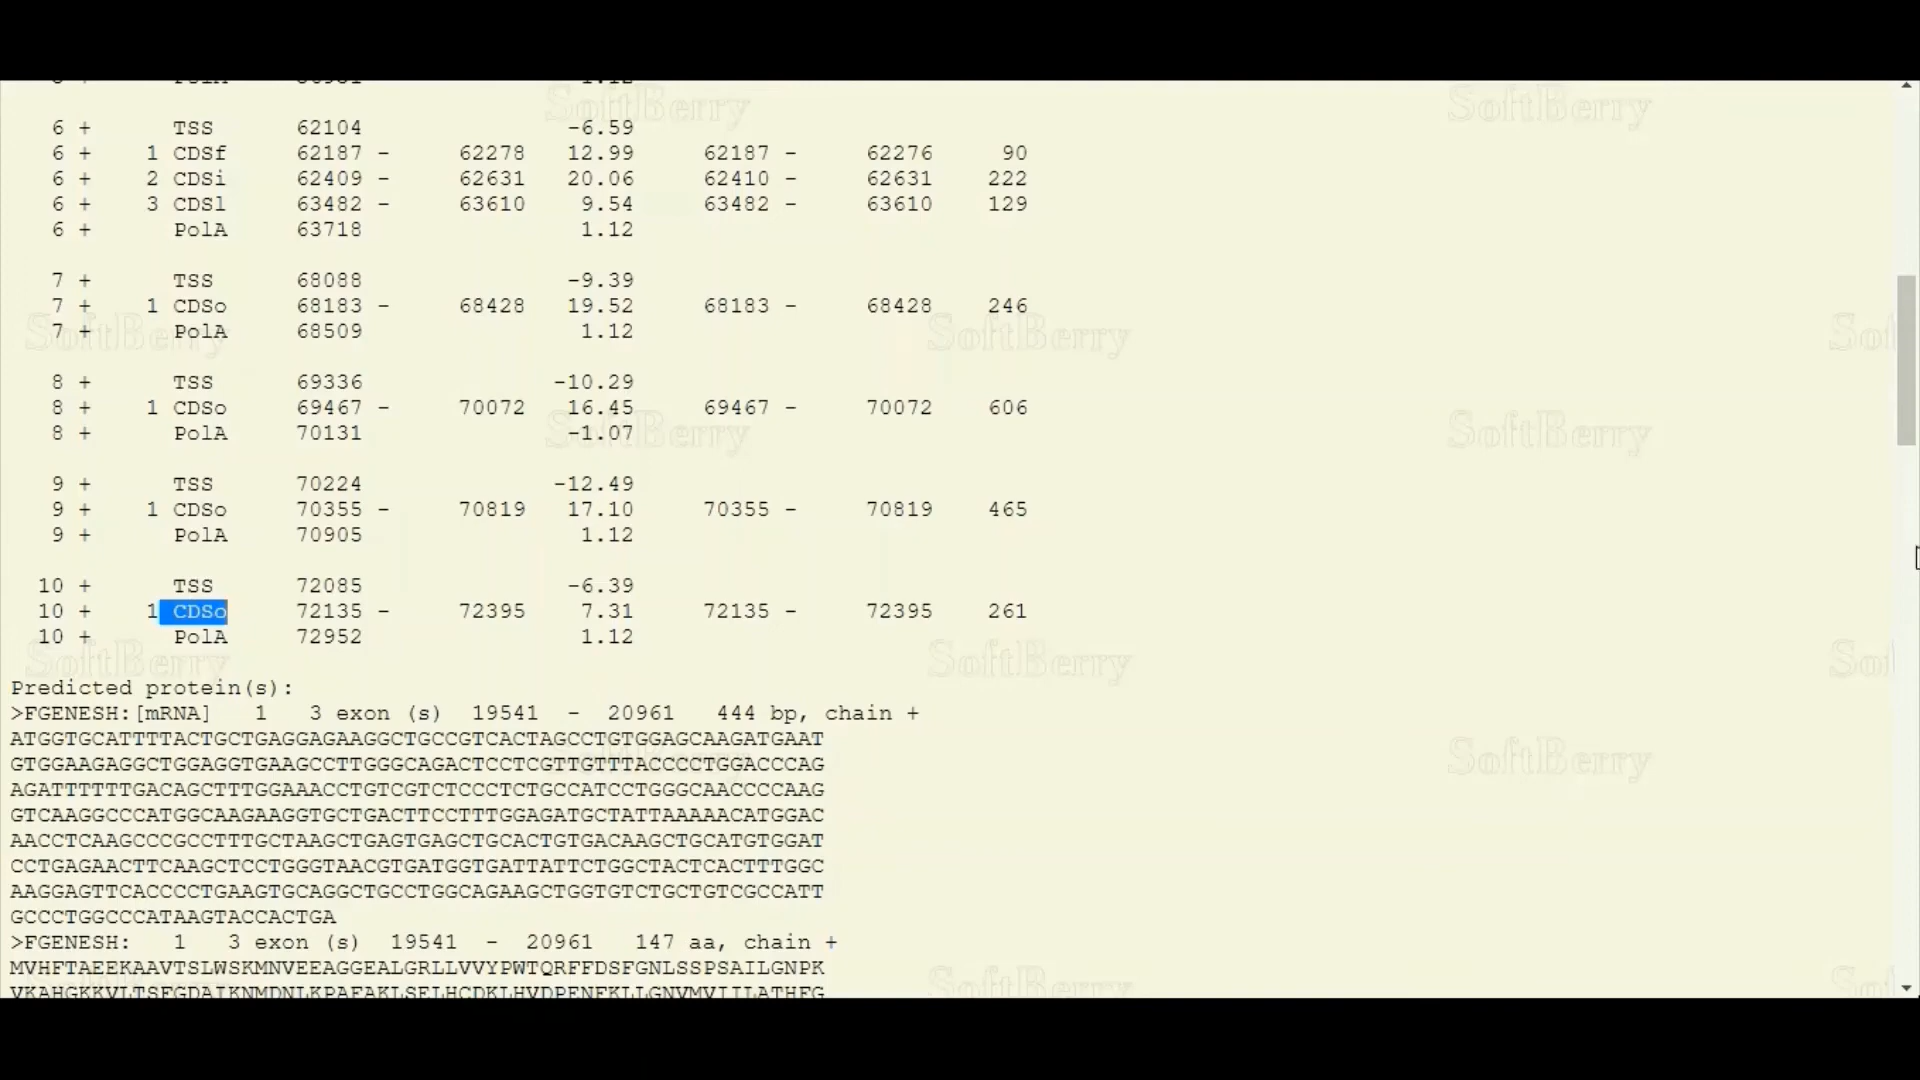 6 + TSS 62104 -6.59
6 + 1 CDSf 62187 - 62278 12.99 62187 - 62276 90
6 + 2 CDSi 62409 - 62631 20.06 62410 - 62631 222
6 + 3 CDSl 63482 - 63610 9.54 63482 - 63610 129
6 + PolA 63718 1.12
7 + TSS 68088 -9.39
7 + 1 CDSo 68183 - 68428 19.52 68183 - 68428 246
7 + PolA 68509 1.12
8 + TSS 69336 -10.29
8 + 1 CDSo 69467 - 70072 16.45 69467 - 70072 606
8 + PolA 70131 -1.07
9 + TSS 70224 -12.49
9 + 1 CDSo 70355 - 70819 17.10 70355 - 70819 465
9 + PolA 70905 1.12
10 + TSS 72085 -6.39
10 + 1 CDSo 72135 - 72395 7.31 72135 - 72395 261
10 + PolA 72952 1.12
Predicted protein(s):
>FGENESH:[mRNA] 1 3 exon (s) 19541 - 20961 444 bp, chain +
ATGGTGCATTTTACTGCTGAGGAGAAGGCTGCCGTCACTAGCCTGTGGAGCAAGATGAAT
GTGGAAGAGGCTGGAGGTGAAGCCTTGGGCAGACTCCTCGTTGTTTACCCCTGGACCCAG
AGATTTTTTGACAGCTTTGGAAACCTGTCGTCTCCCTCTGCCATCCTGGGCAACCCCAAG
GTCAAGGCCCATGGCAAGAAGGTGCTGACTTCCTTTGGAGATGCTATTAAAAACATGGAC
AACCTCAAGCCCGCCTTTGCTAAGCTGAGTGAGCTGCACTGTGACAAGCTGCATGTGGAT
CCTGAGAACTTCAAGCTCCTGGGTAACGTGATGGTGATTATTCTGGCTACTCACTTTGGC
AAGGAGTTCACCCCTGAAGTGCAGGCTGCCTGGCAGAAGCTGGTGTCTGCTGTCGCCATT
GCCCTGGCCCATAAGTACCACTGA
>FGENESH: 1 3 exon (s) 19541 - 20961 147 aa, chain +
MVHFTAEEKAAVTSLWSKMNVEEAGGEALGRLLVVYPWTQRFFDSFGNLSSPSAILGNPK
VKAHGKKVLTSFGDAIKNMDNLKPAFAKLSELHCDKLHVDPENFKLLGNVMVIILATHFG